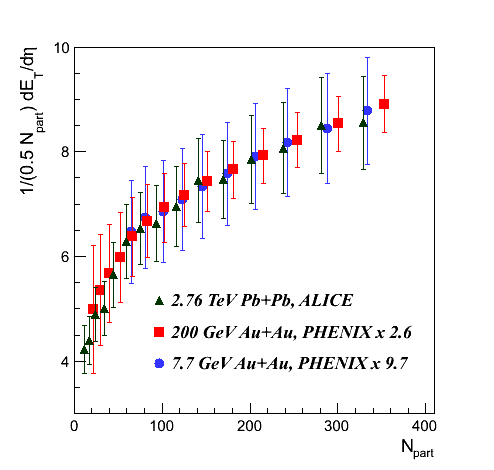 1/(0.5 N_part) dE_T/dη
10
8
6
4
2.76 TeV Pb+Pb, ALICE
200 GeV Au+Au, PHENIX x 2.6
7.7 GeV Au+Au, PHENIX x 9.7
0 100 200 300 400
N_part